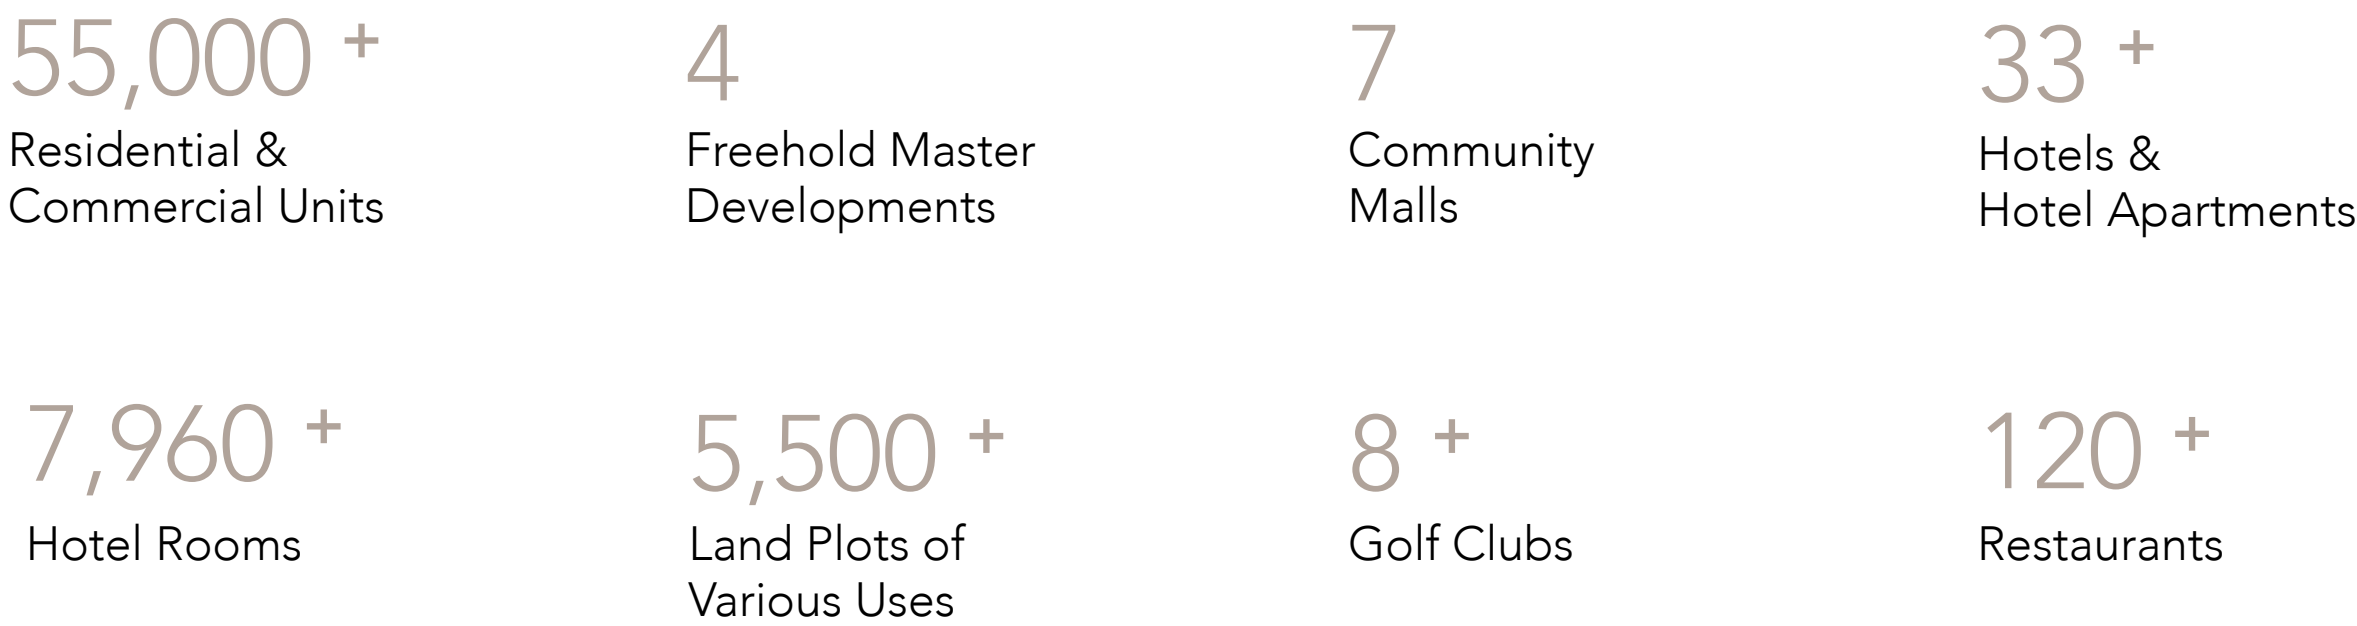 55,000 +
Residential &
Commercial Units
4
Freehold Master
Developments
7
Community
Malls
33 +
Hotels &
Hotel Apartments
7,960 +
Hotel Rooms
5,500 +
Land Plots of
Various Uses
8 +
Golf Clubs
120 +
Restaurants